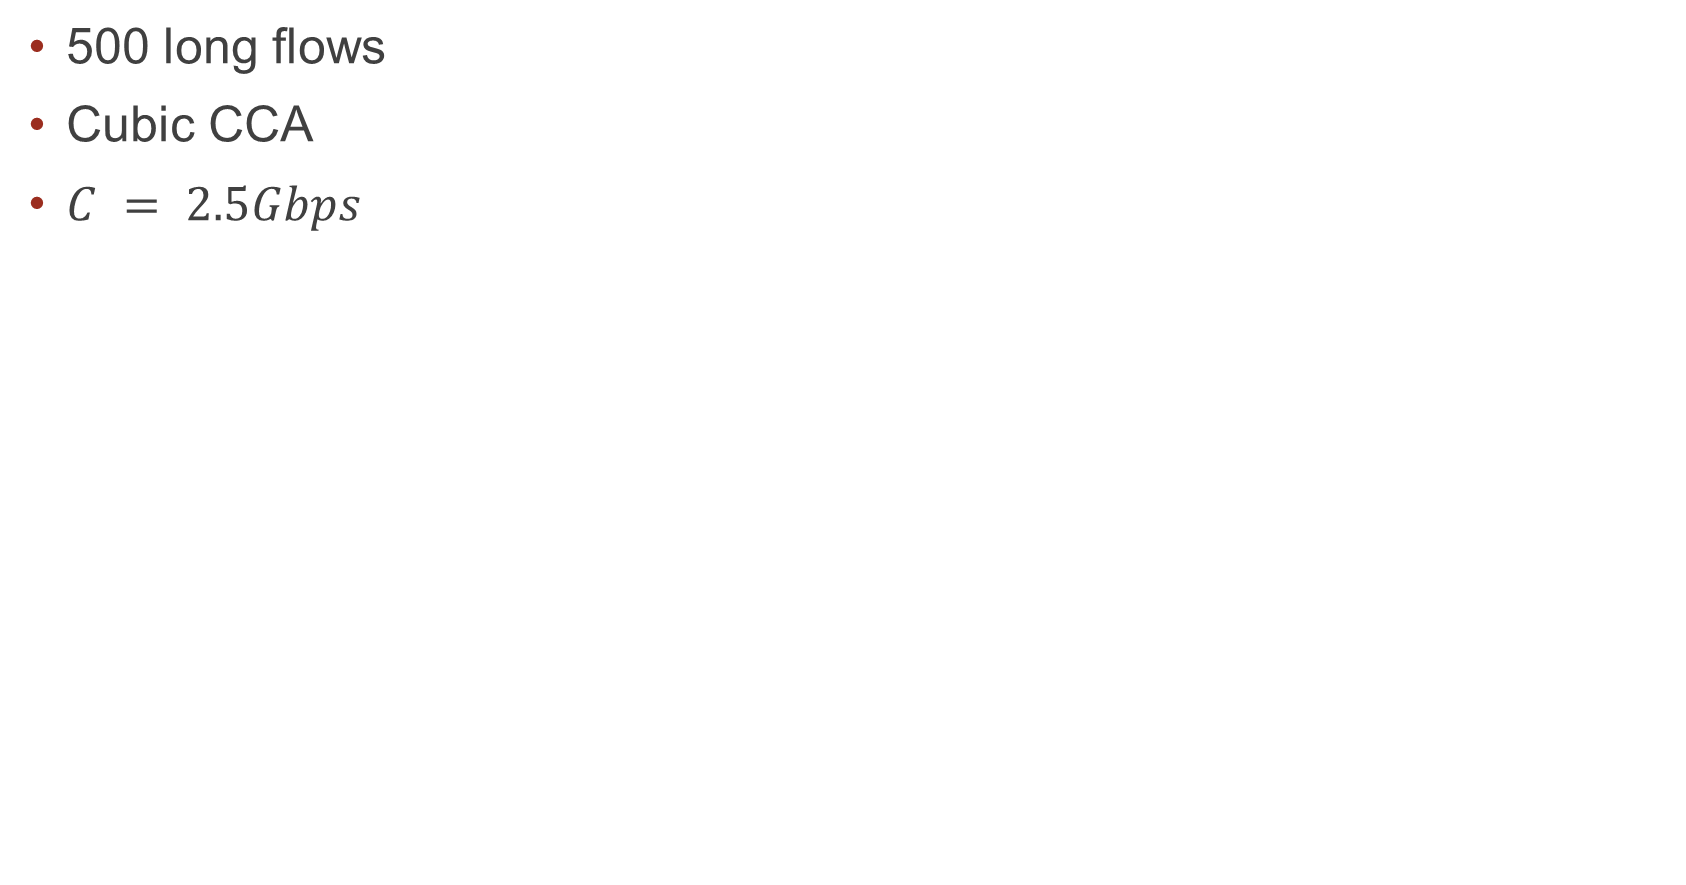 • 500 long flows
• Cubic CCA
• C = 2.5Gbps